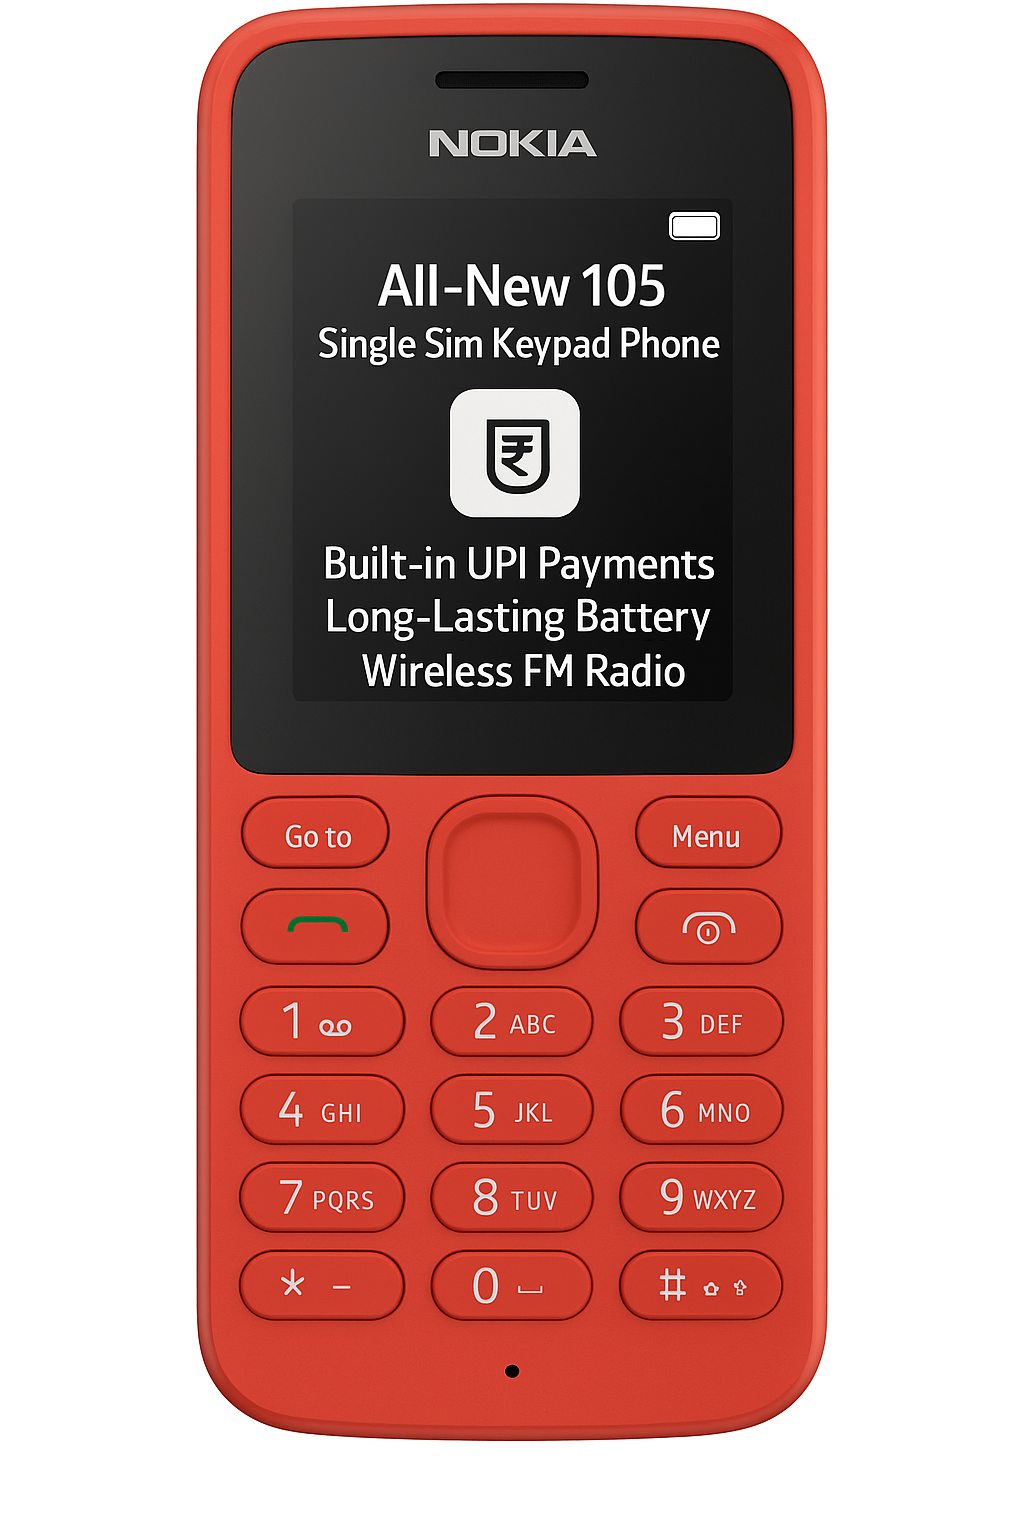 NOKIA
All-New 105
Single Sim Keypad Phone
₹
Built-in UPI Payments
Long-Lasting Battery
Wireless FM Radio
Go to
Menu
1
2 ABC
3 DEF
4 GHI
5 JKL
6 MNO
7 PQRS
8 TUV
9 WXYZ
* –
0
#